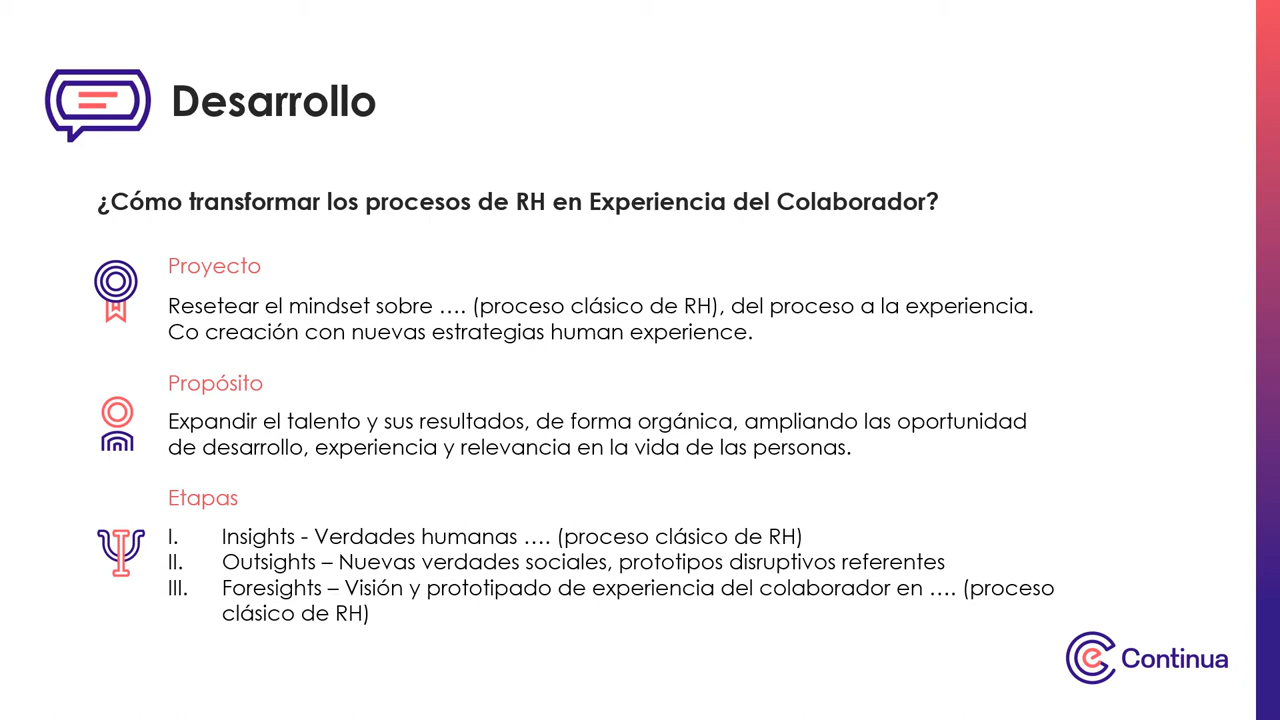 Desarrollo
¿Cómo transformar los procesos de RH en Experiencia del Colaborador?
Proyecto
Resetear el mindset sobre .... (proceso clásico de RH), del proceso a la experiencia.
Co creación con nuevas estrategias human experience.
Propósito
Expandir el talento y sus resultados, de forma orgánica, ampliando las oportunidad
de desarrollo, experiencia y relevancia en la vida de las personas.
Etapas
I. Insights - Verdades humanas .... (proceso clásico de RH)
II. Outsights – Nuevas verdades sociales, prototipos disruptivos referentes
III. Foresights – Visión y prototipado de experiencia del colaborador en .... (proceso
clásico de RH)
e Continua